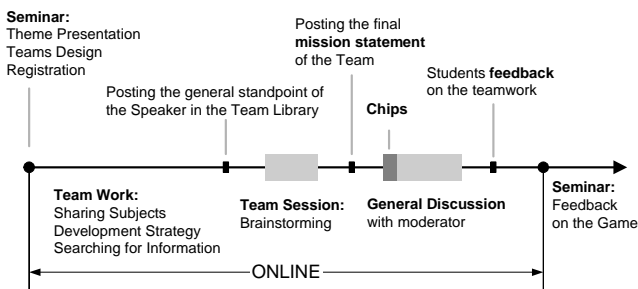 Seminar:
Theme Presentation
Teams Design
Registration
Posting the general standpoint of
the Speaker in the Team Library
Posting the final
mission statement
of the Team
Chips
Students feedback
on the teamwork
Team Work:
Sharing Subjects
Development Strategy
Searching for Information
Team Session:
Brainstorming
General Discussion
with moderator
Seminar:
Feedback
on the Game
ONLINE